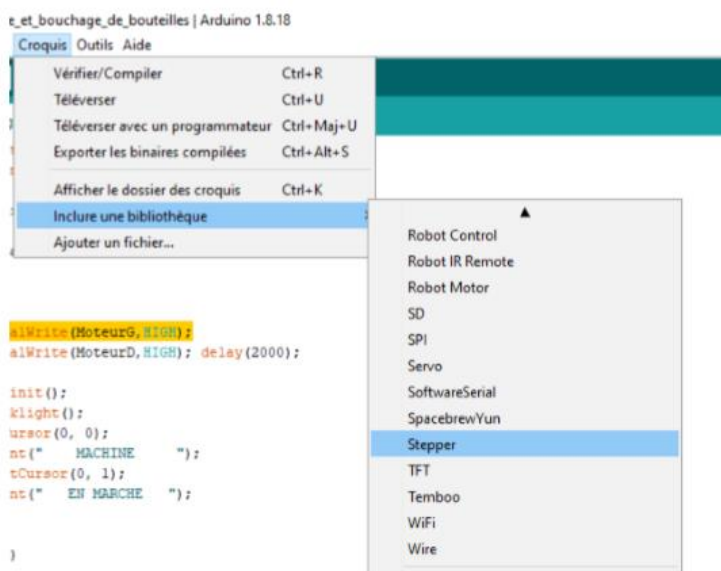 e_et_bouchage_de_bouteilles | Arduino 1.8.18
Croquis Outils Aide
Vérifier/Compiler Ctrl+R
Téléverser Ctrl+U
Téléverser avec un programmateur Ctrl+Maj+U
Exporter les binaires compilées Ctrl+Alt+S
Afficher le dossier des croquis Ctrl+K
Inclure une bibliothèque
Ajouter un fichier...
▲
Robot Control
Robot IR Remote
Robot Motor
SD
SPI
Servo
SoftwareSerial
SpacebrewYun
Stepper
TFT
Temboo
WiFi
Wire
alWrite(MoteurG,HIGH);
alWrite(MoteurD,HIGH); delay(2000);
init();
klight();
ursor(0, 0);
nt("   MACHINE    ");
tCursor(0, 1);
nt("  EN MARCHE   ");
)